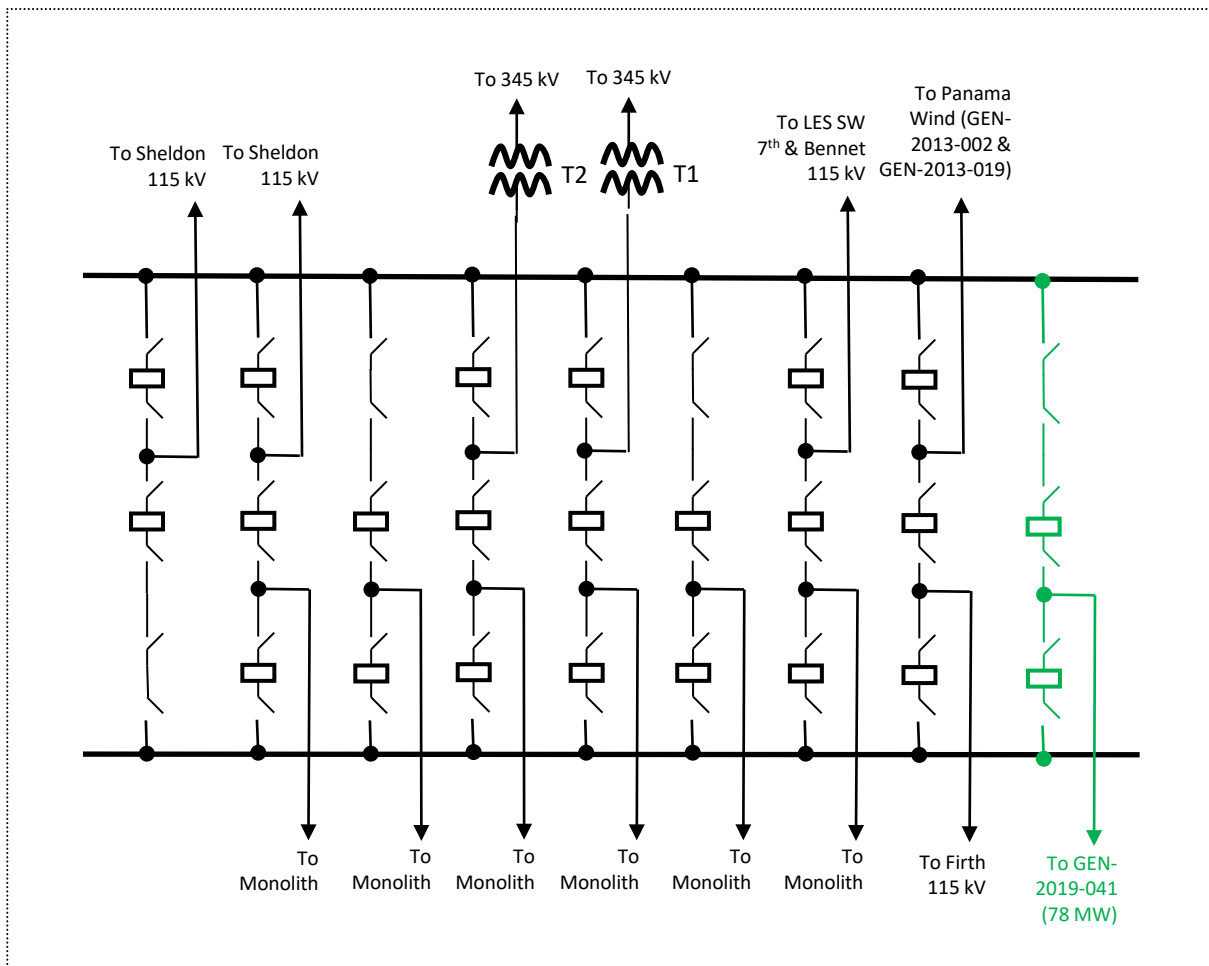 To Sheldon
115 kV
To Sheldon
115 kV
To 345 kV
T2
To 345 kV
T1
To LES SW
7th & Bennet
115 kV
To Panama
Wind (GEN-
2013-002 &
GEN-2013-019)
To
Monolith
To
Monolith
To
Monolith
To
Monolith
To
Monolith
To
Monolith
To Firth
115 kV
To GEN-
2019-041
(78 MW)